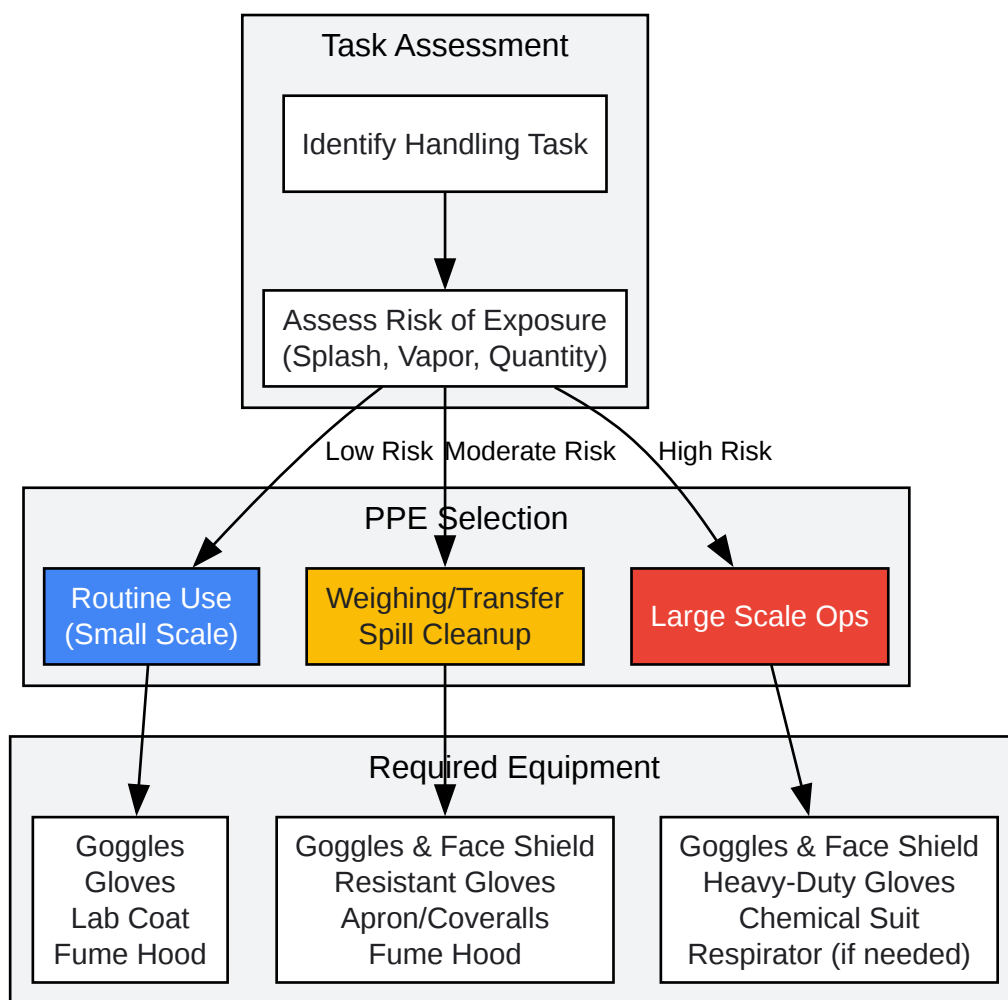 Task Assessment
Identify Handling Task
Assess Risk of Exposure
(Splash, Vapor, Quantity)
Low Risk
Moderate Risk
High Risk
PPE Selection
Routine Use
(Small Scale)
Weighing/Transfer
Spill Cleanup
Large Scale Ops
Required Equipment
Goggles
Gloves
Lab Coat
Fume Hood
Goggles & Face Shield
Resistant Gloves
Apron/Coveralls
Fume Hood
Goggles & Face Shield
Heavy-Duty Gloves
Chemical Suit
Respirator (if needed)